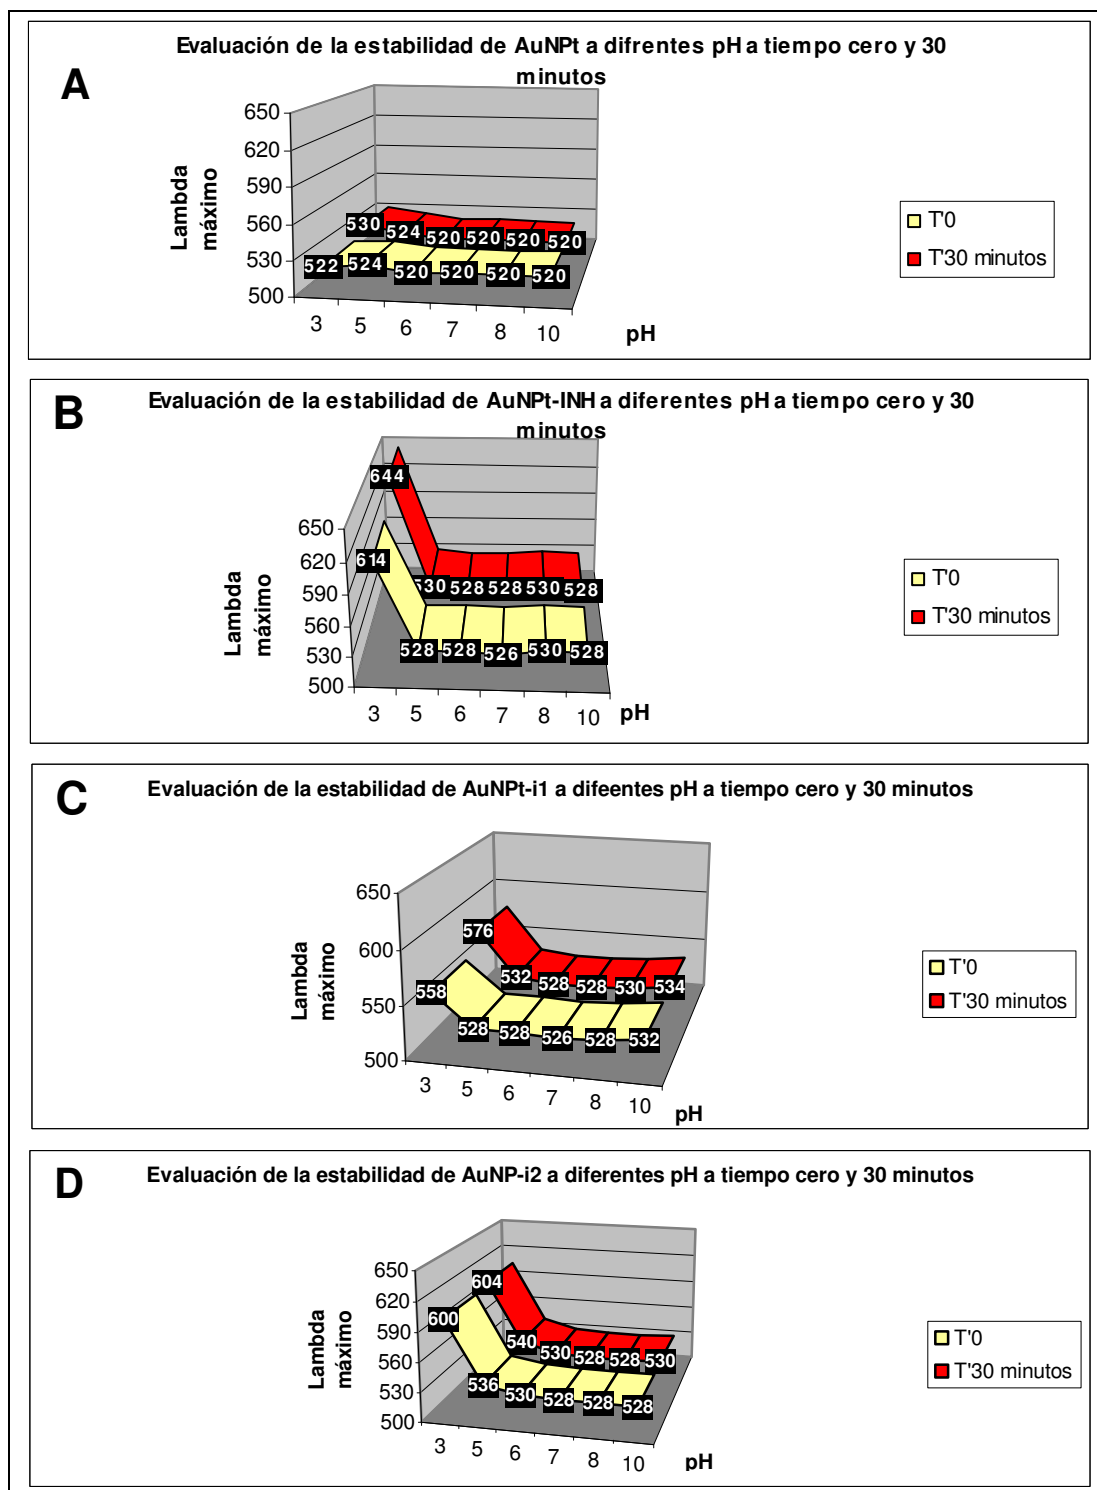 A
Evaluación de la estabilidad de AuNPt a difrentes pH a tiempo cero y 30
minutos
Lambda
máximo
650
620
590
560
530
500
530 524 520 520 520 520
522 524 520 520 520 520
3 5 6 7 8 10
pH
T'0
T'30 minutos
B
Evaluación de la estabilidad de AuNPt-INH a diferentes pH a tiempo cero y 30
minutos
Lambda
máximo
650
620
590
560
530
500
644 530 528 528 530 528
614 528 528 526 530 528
3 5 6 7 8 10
pH
T'0
T'30 minutos
C
Evaluación de la estabilidad de AuNPt-i1 a difeentes pH a tiempo cero y 30 minutos
Lambda
máximo
650
600
550
500
576 532 528 528 530 534
558 528 528 526 528 532
3 5 6 7 8 10
pH
T'0
T'30 minutos
D
Evaluación de la estabilidad de AuNP-i2 a diferentes pH a tiempo cero y 30 minutos
Lambda
máximo
650
620
590
560
530
500
604 540 530 528 528 530
600 536 530 528 528 528
3 5 6 7 8 10
pH
T'0
T'30 minutos